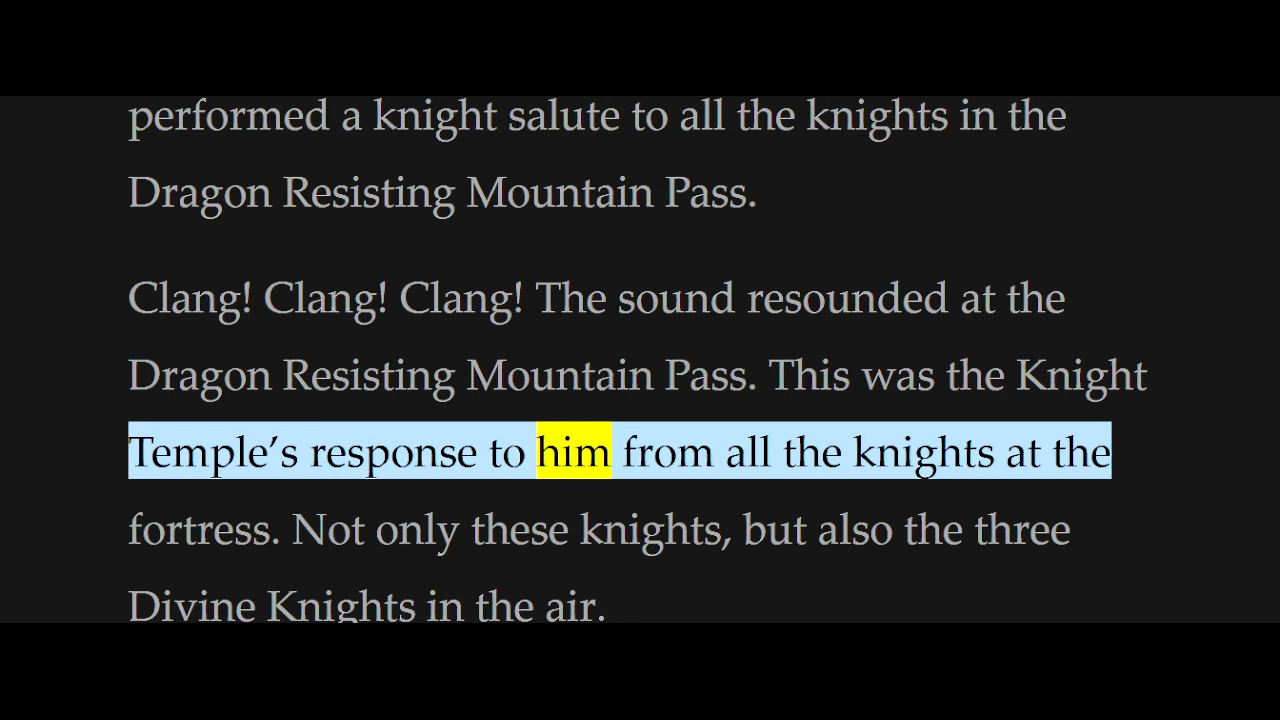 performed a knight salute to all the knights in the
Dragon Resisting Mountain Pass.
Clang! Clang! Clang! The sound resounded at the
Dragon Resisting Mountain Pass. This was the Knight
Temple’s response to him from all the knights at the
fortress. Not only these knights, but also the three
Divine Knights in the air.